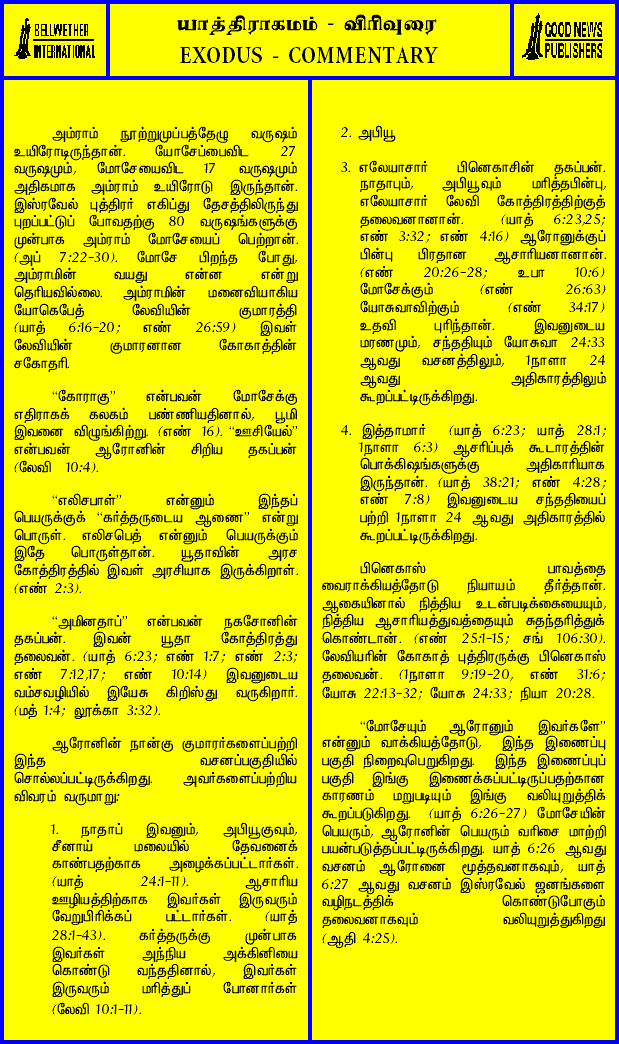 BELLWETHER
INTERNATIONAL
யாத்திராகமம் - விரிவுரை
EXODUS - COMMENTARY
GOOD NEWS
PUBLISHERS
அம்ராம் நூற்றுமுப்பத்தேழு வருஷம்
உயிரோடிருந்தான். யோசேப்பைவிட 27
வருஷமும், மோசேயைவிட 17 வருஷமும்
அதிகமாக அம்ராம் உயிரோடு இருந்தான்.
இஸ்ரவேல் புத்திரர் எகிப்து தேசத்திலிருந்து
புறப்பட்டுப் போவதற்கு 80 வருஷங்களுக்கு
முன்பாக அம்ராம் மோசேயைப் பெற்றான்.
(அப் 7:22-30). மோசே பிறந்த போது,
அம்ராமின் வயது என்ன என்று
தெரியவில்லை. அம்ராமின் மனைவியாகிய
யோகெபேத் லேவியின் குமாரத்தி
(யாத் 6:16-20; எண் 26:59) இவள்
லேவியின் குமாரனான கோகாத்தின்
சகோதரி.
“கோராகு” என்பவன் மோசேக்கு
எதிராகக் கலகம் பண்ணியதினால், பூமி
இவனை விழுங்கிற்று. (எண் 16). “ஊசியேல்”
என்பவன் ஆரோனின் சிறிய தகப்பன்
(லேவி 10:4).
“எலிசபாள்” என்னும் இந்தப்
பெயருக்குக் “கர்த்தருடைய ஆணை” என்று
பொருள். எலிசபெத் என்னும் பெயருக்கும்
இதே பொருள்தான். யூதாவின் அரச
கோத்திரத்தில் இவள் அரசியாக இருக்கிறாள்.
(எண் 2:3).
“அமினதாப்” என்பவன் நகசோனின்
தகப்பன். இவன் யூதா கோத்திரத்து
தலைவன். (யாத் 6:23; எண் 1:7; எண் 2:3;
எண் 7:12,17; எண் 10:14) இவனுடைய
வம்சவழியில் இயேசு கிறிஸ்து வருகிறார்.
(மத் 1:4; லூக்கா 3:32).
ஆரோனின் நான்கு குமாரர்களைப்பற்றி
இந்த வசனப்பகுதியில்
சொல்லப்பட்டிருக்கிறது. அவர்களைப்பற்றிய
விவரம் வருமாறு:
1. நாதாப் இவனும், அபியூகுவும்,
சீனாய் மலையில் தேவனைக்
காண்பதற்காக அழைக்கப்பட்டார்கள்.
(யாத் 24:1-11). ஆசாரிய
ஊழியத்திற்காக இவர்கள் இருவரும்
வேறுபிரிக்கப் பட்டார்கள். (யாத்
28:1-43). கர்த்தருக்கு முன்பாக
இவர்கள் அந்நிய அக்கினியை
கொண்டு வந்ததினால், இவர்கள்
இருவரும் மரித்துப் போனார்கள்
(லேவி 10:1-11).
2. அபியூ
3. எலேயாசார் பினெகாசின் தகப்பன்.
நாதாபும், அபியூவும் மரித்தபின்பு,
எலேயாசார் லேவி கோத்திரத்திற்குத்
தலைவனானான். (யாத் 6:23,25;
எண் 3:32; எண் 4:16) ஆரோனுக்குப்
பின்பு பிரதான ஆசாரியனானான்.
(எண் 20:26-28; உபா 10:6)
மோசேக்கும் (எண் 26:63)
யோசுவாவிற்கும் (எண் 34:17)
உதவி புரிந்தான். இவனுடைய
மரணமும், சந்ததியும் யோசுவா 24:33
ஆவது வசனத்திலும், 1நாளா 24
ஆவது அதிகாரத்திலும்
கூறப்பட்டிருக்கிறது.
4. இத்தாமார் (யாத் 6:23; யாத் 28:1;
1நாளா 6:3) ஆசரிப்புக் கூடாரத்தின்
பொக்கிஷங்களுக்கு அதிகாரியாக
இருந்தான். (யாத் 38:21; எண் 4:28;
எண் 7:8) இவனுடைய சந்ததியைப்
பற்றி 1நாளா 24 ஆவது அதிகாரத்தில்
கூறப்பட்டிருக்கிறது.
பினெகாஸ் பாவத்தை
வைராக்கியத்தோடு நியாயம் தீர்த்தான்.
ஆகையினால் நித்திய உடன்படிக்கையையும்,
நித்திய ஆசாரியத்துவத்தையும் சுதந்தரித்துக்
கொண்டான். (எண் 25:1-15; சங் 106:30).
லேவியரின் கோகாத் புத்திரருக்கு பினெகாஸ்
தலைவன். (1நாளா 9:19-20, எண் 31:6;
யோசு 22:13-32; யோசு 24:33; நியா 20:28.
“மோசேயும் ஆரோனும் இவர்களே”
என்னும் வாக்கியத்தோடு, இந்த இணைப்பு
பகுதி நிறைவுபெறுகிறது. இந்த இணைப்புப்
பகுதி இங்கு இணைக்கப்பட்டிருப்பதற்கான
காரணம் மறுபடியும் இங்கு வலியுறுத்திக்
கூறப்படுகிறது. (யாத் 6:26-27) மோசேயின்
பெயரும், ஆரோனின் பெயரும் வரிசை மாற்றி
பயன்படுத்தப்பட்டிருக்கிறது. யாத் 6:26 ஆவது
வசனம் ஆரோனை மூத்தவனாகவும், யாத்
6:27 ஆவது வசனம் இஸ்ரவேல் ஜனங்களை
வழிநடத்திக் கொண்டுபோகும்
தலைவனாகவும் வலியுறுத்துகிறது
(ஆதி 4:25).